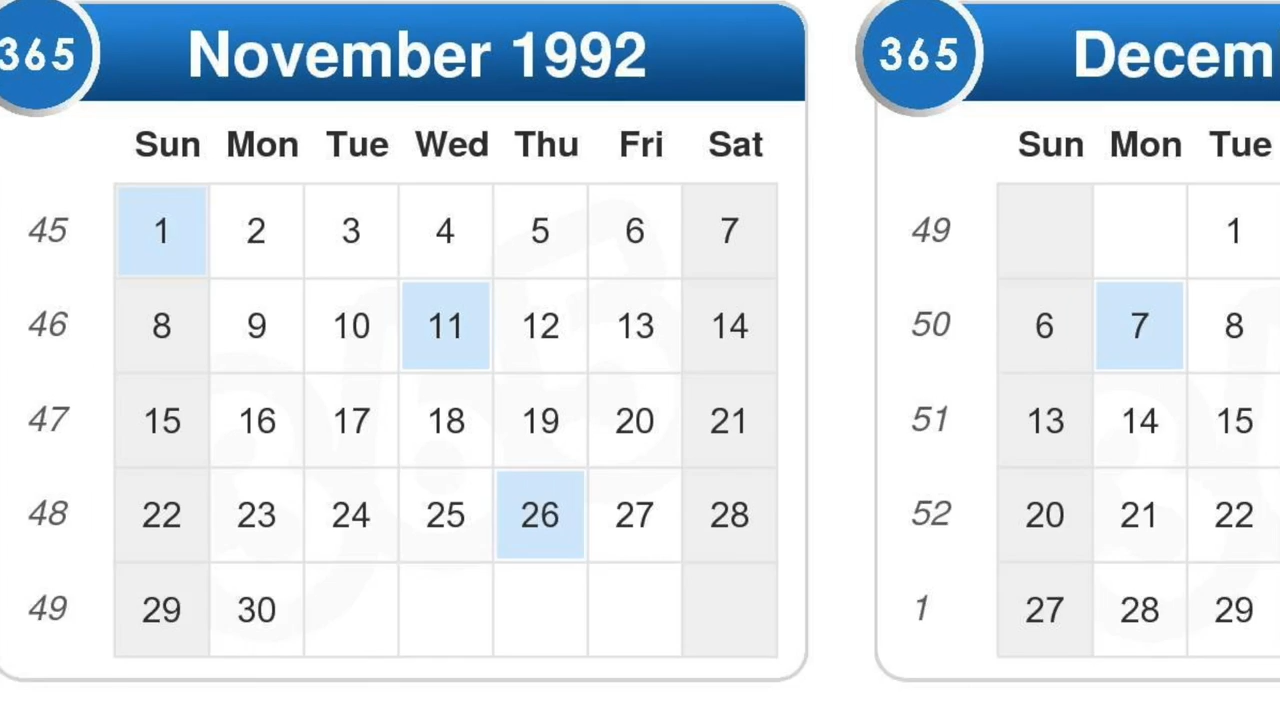 365 November 1992
Sun Mon Tue Wed Thu Fri Sat
45 1 2 3 4 5 6 7
46 8 9 10 11 12 13 14
47 15 16 17 18 19 20 21
48 22 23 24 25 26 27 28
49 29 30
365 Decem
Sun Mon Tue
49 1
50 6 7 8
51 13 14 15
52 20 21 22
1 27 28 29